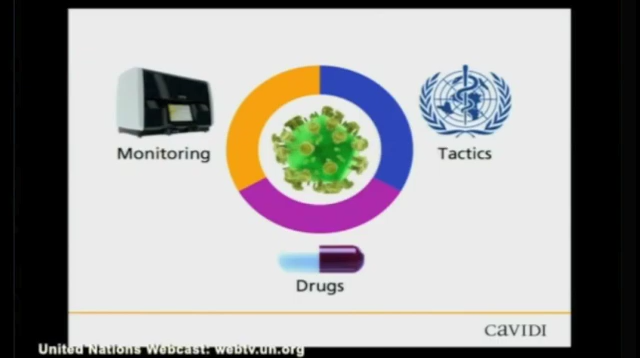 Monitoring
Tactics
Drugs
CAVIDI
United Nations Webcast: webtv.un.org